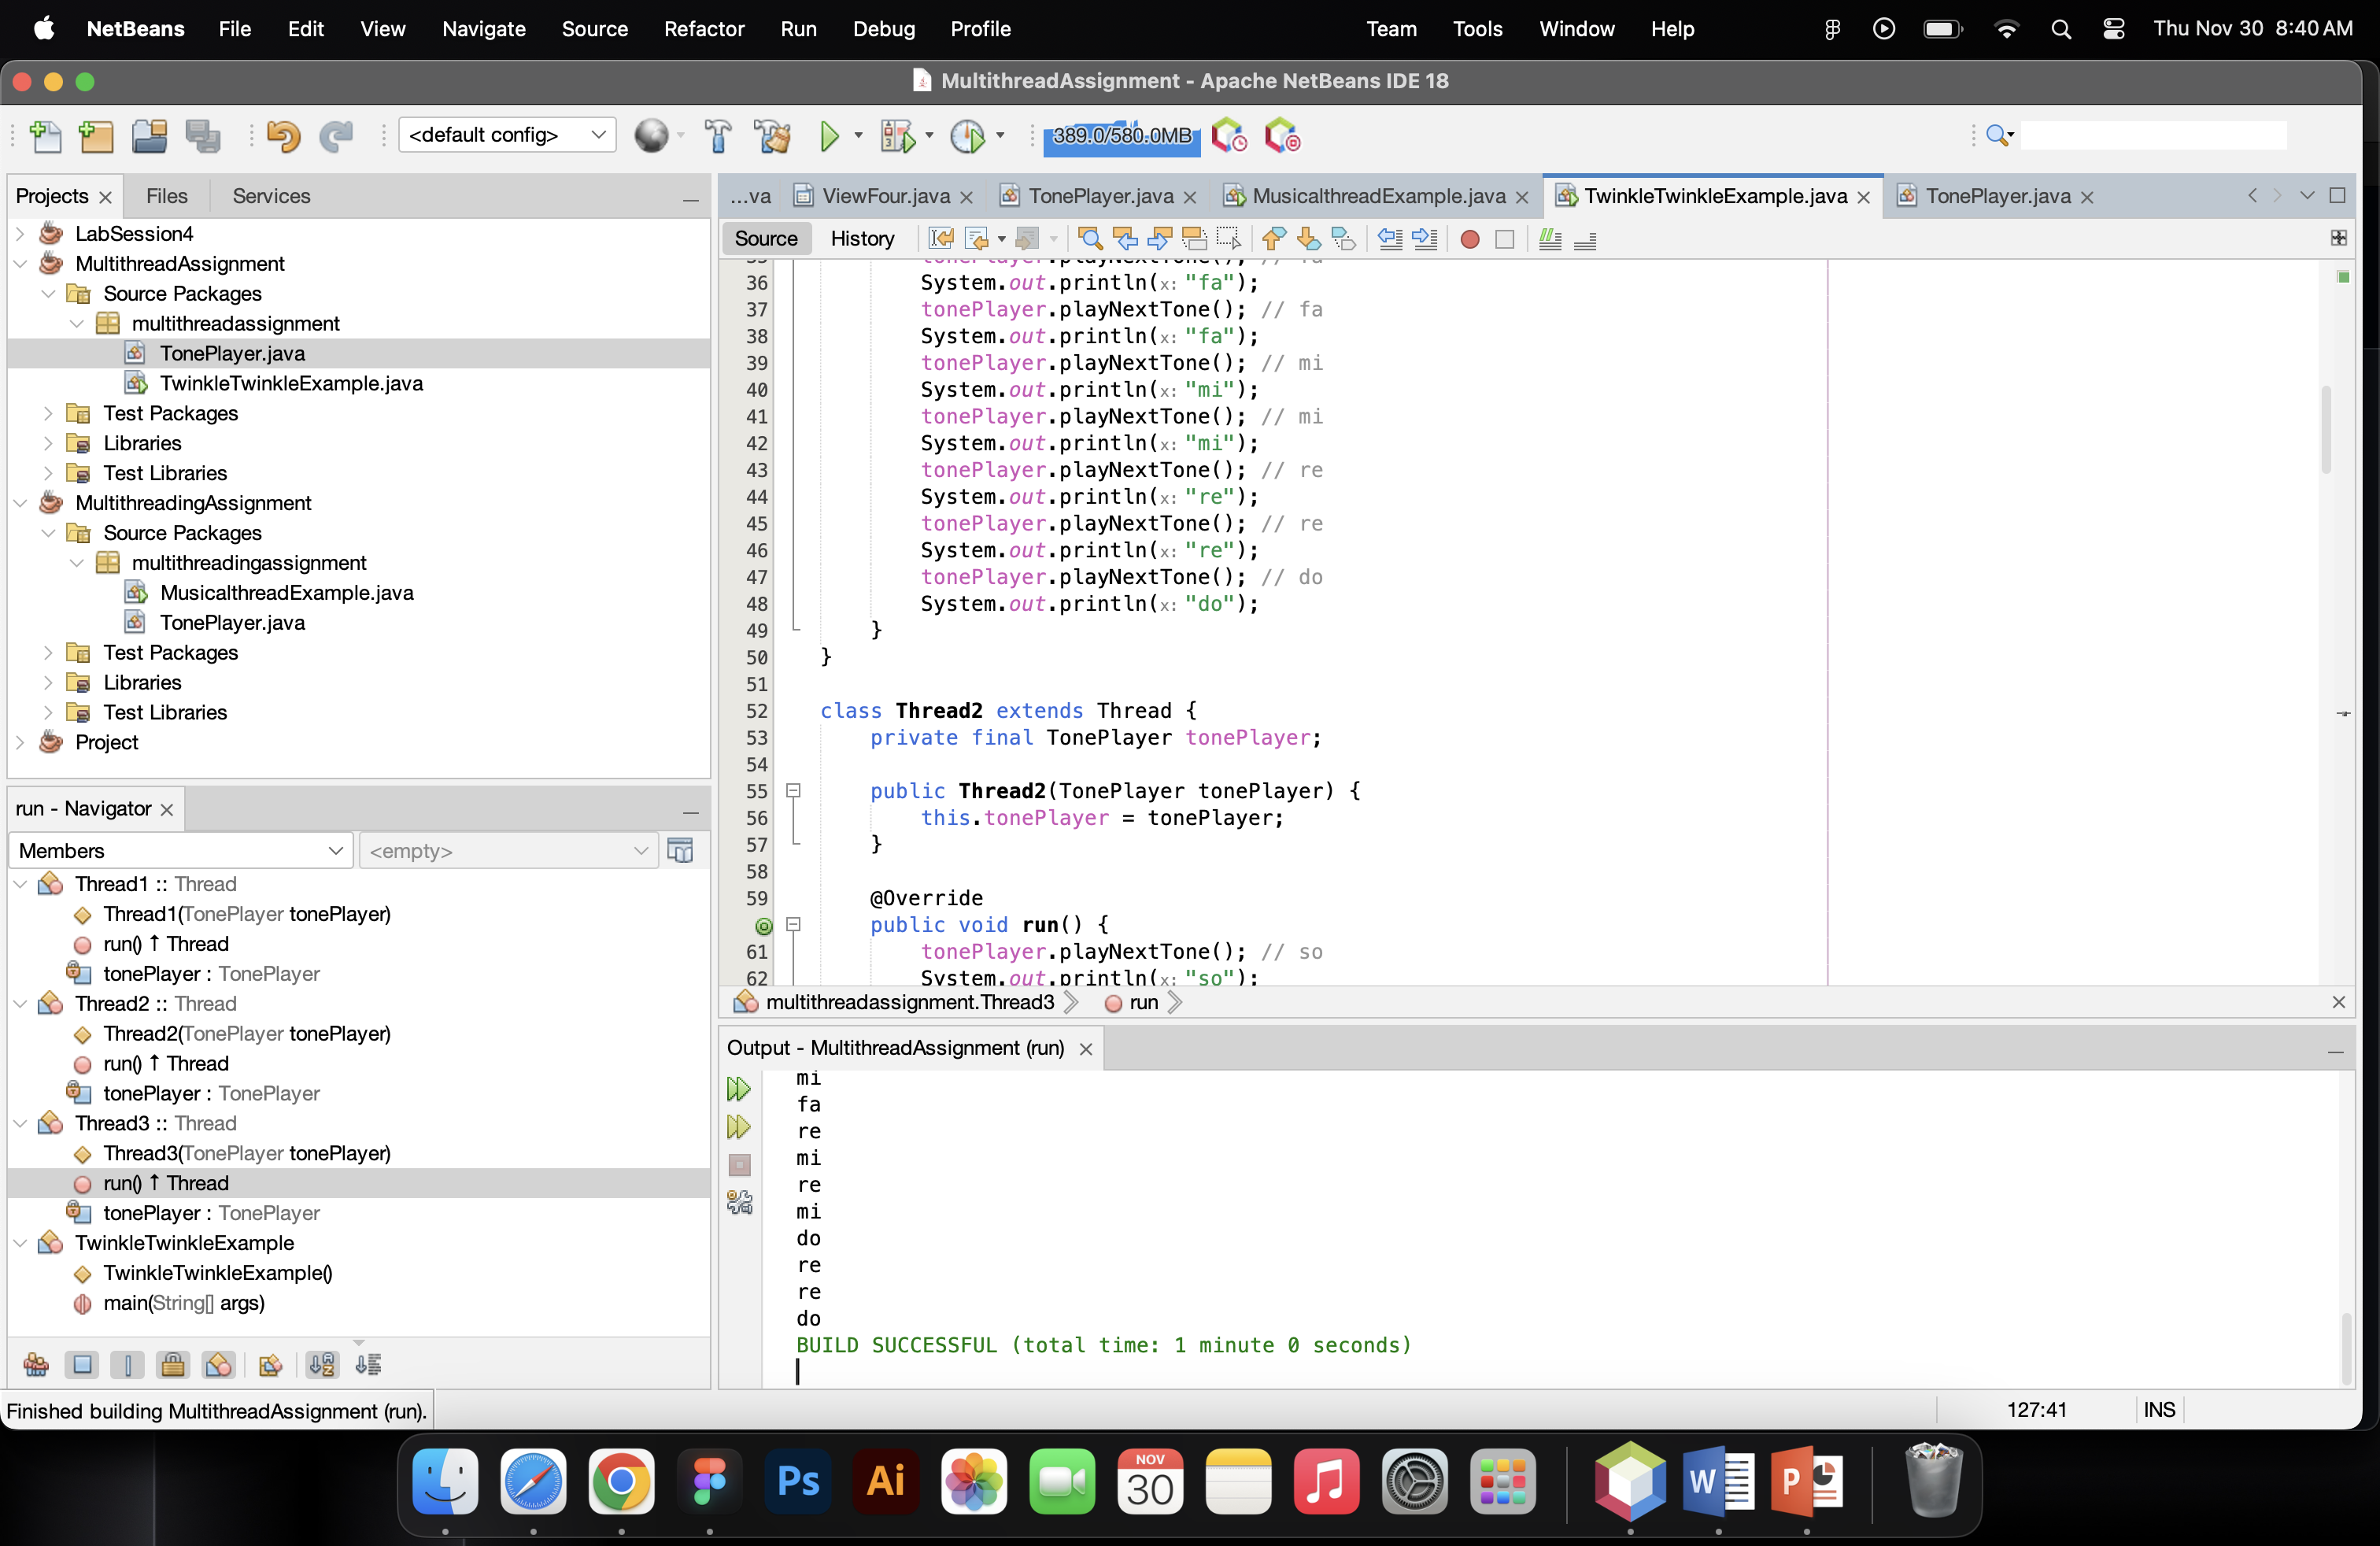 NetBeans File Edit View Navigate Source Refactor Run Debug Profile Team Tools Window Help Thu Nov 30 8:40 AM
MultithreadAssignment - Apache NetBeans IDE 18
<default config> 389.0/580.0MB
Projects Files Services
LabSession4
MultithreadAssignment
Source Packages
multithreadassignment
TonePlayer.java
TwinkleTwinkleExample.java
Test Packages
Libraries
Test Libraries
MultithreadingAssignment
Source Packages
multithreadingassignment
MusicalthreadExample.java
TonePlayer.java
Test Packages
Libraries
Test Libraries
Project
run - Navigator
Members <empty>
Thread1 :: Thread
Thread1(TonePlayer tonePlayer)
run() ↑ Thread
tonePlayer : TonePlayer
Thread2 :: Thread
Thread2(TonePlayer tonePlayer)
run() ↑ Thread
tonePlayer : TonePlayer
Thread3 :: Thread
Thread3(TonePlayer tonePlayer)
run() ↑ Thread
tonePlayer : TonePlayer
TwinkleTwinkleExample
TwinkleTwinkleExample()
main(String[] args)
...va ViewFour.java TonePlayer.java MusicalthreadExample.java TwinkleTwinkleExample.java TonePlayer.java
Source History
35 tonePlayer.playNextTone(); // fa
36 System.out.println(x: "fa");
37 tonePlayer.playNextTone(); // fa
38 System.out.println(x: "fa");
39 tonePlayer.playNextTone(); // mi
40 System.out.println(x: "mi");
41 tonePlayer.playNextTone(); // mi
42 System.out.println(x: "mi");
43 tonePlayer.playNextTone(); // re
44 System.out.println(x: "re");
45 tonePlayer.playNextTone(); // re
46 System.out.println(x: "re");
47 tonePlayer.playNextTone(); // do
48 System.out.println(x: "do");
49 }
50 }
51
52 class Thread2 extends Thread {
53 private final TonePlayer tonePlayer;
54
55 public Thread2(TonePlayer tonePlayer) {
56 this.tonePlayer = tonePlayer;
57 }
58
59 @Override
public void run() {
61 tonePlayer.playNextTone(); // so
62 System.out.println(x: "so");
multithreadassignment.Thread3 run
Output - MultithreadAssignment (run)
mi
fa
re
mi
re
mi
do
re
re
do
BUILD SUCCESSFUL (total time: 1 minute 0 seconds)
Finished building MultithreadAssignment (run).
127:41 INS
Ps Ai NOV 30 W P